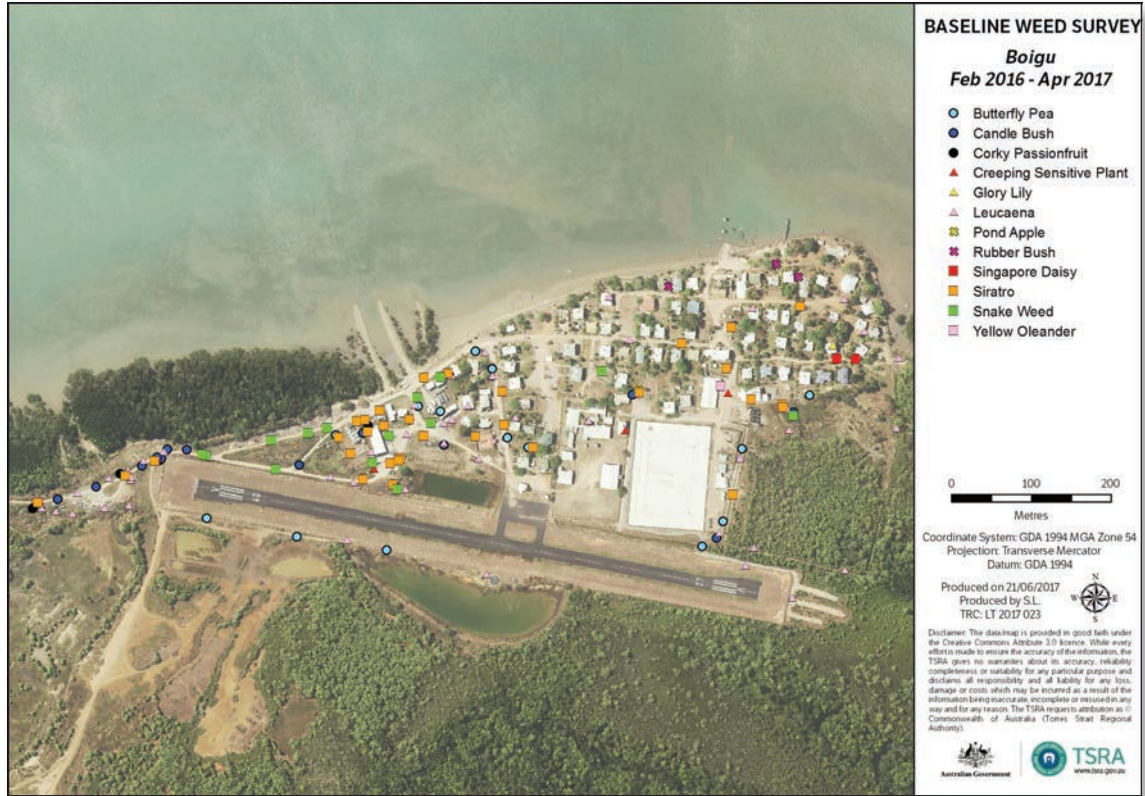 BASELINE WEED SURVEY
Boigu
Feb 2016 - Apr 2017
Butterfly Pea
Candle Bush
Corky Passionfruit
Creeping Sensitive Plant
Glory Lily
Leucaena
Pond Apple
Rubber Bush
Singapore Daisy
Siratro
Snake Weed
Yellow Oleander
0 100 200
Metres
Coordinate System: GDA 1994 MGA Zone 54
Projection: Transverse Mercator
Datum: GDA 1994
Produced on 21/06/2017
Produced by S.L.
TRC: LT 2017 023
N
W E
S
Disclaimer: The data/map is provided in good faith under
the Creative Commons Attribute 3.0 licence. While every
effort is made to ensure the accuracy of the information, the
TSRA gives no warranties about its accuracy, reliability
completeness or suitability for any particular purpose and
disclaims all responsibility and all liability for any loss,
damage or costs which may be incurred as a result of the
information being inaccurate, incomplete or misused in any
way and for any reason. The TSRA requests attribution as ©
Commonwealth of Australia (Torres Strait Regional
Authority).
Australian Government
TSRA
www.tsra.gov.au